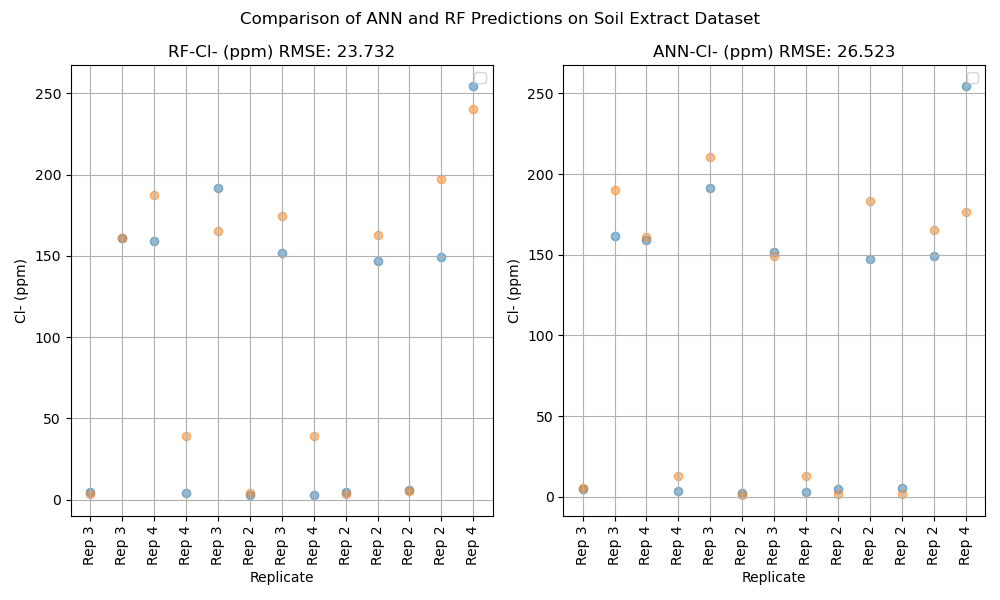 Comparison of ANN and RF Predictions on Soil Extract Dataset
RF-Cl- (ppm) RMSE: 23.732
Cl- (ppm)
250
200
150
100
50
0
Rep 3
Rep 3
Rep 4
Rep 4
Rep 3
Rep 2
Rep 3
Rep 4
Rep 2
Rep 2
Rep 2
Rep 2
Rep 4
Replicate
ANN-Cl- (ppm) RMSE: 26.523
Cl- (ppm)
250
200
150
100
50
0
Rep 3
Rep 3
Rep 4
Rep 4
Rep 3
Rep 2
Rep 3
Rep 4
Rep 2
Rep 2
Rep 2
Rep 2
Rep 4
Replicate